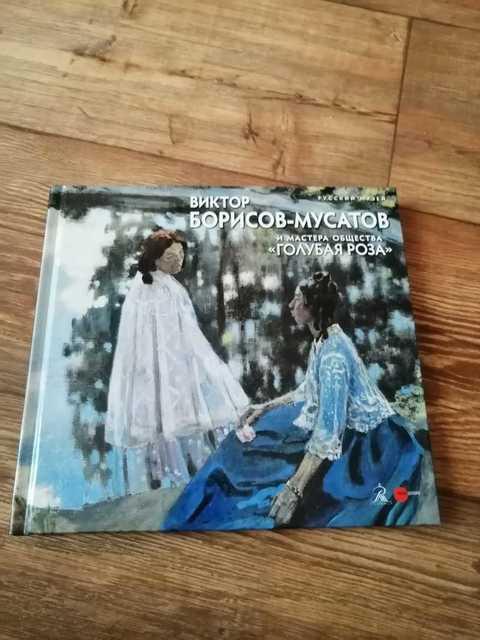 РУССКИЙ МУЗЕЙ
ВИКТОР
БОРИСОВ-МУСАТОВ
И МАСТЕРА ОБЩЕСТВА
«ГОЛУБАЯ РОЗА»